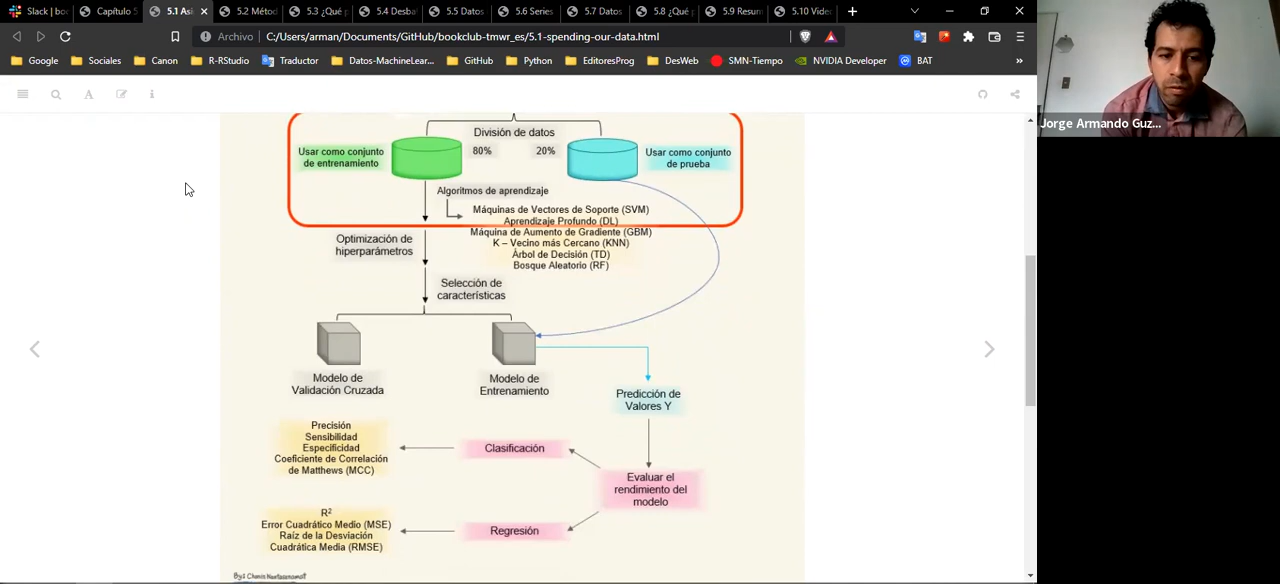 Slack | boo
Capítulo 5
5.1 Asi
5.2 Métod
5.3 ¿Qué p
5.4 Desbal
5.5 Datos
5.6 Series
5.7 Datos
5.8 ¿Qué
5.9 Resum
5.10 Video
Archivo
C:/Users/arman/Documents/GitHub/bookclub-tmwr_es/5.1-spending-our-data.html
Google
Sociales
Canon
R-RStudio
Traductor
Datos-MachineLear...
GitHub
Python
EditoresProg
DesWeb
SMN-Tiempo
NVIDIA Developer
BAT
Jorge Armando Guz...
División de datos
Usar como conjunto
de entrenamiento
80%
20%
Usar como conjunto
de prueba
Algoritmos de aprendizaje
Máquinas de Vectores de Soporte (SVM)
Aprendizaje Profundo (DL)
Máquina de Aumento de Gradiente (GBM)
K – Vecino más Cercano (KNN)
Árbol de Decisión (TD)
Bosque Aleatorio (RF)
Optimización de
hiperparámetros
Selección de
características
Modelo de
Validación Cruzada
Modelo de
Entrenamiento
Predicción de
Valores Y
Precisión
Sensibilidad
Especificidad
Coeficiente de Correlación
de Matthews (MCC)
Clasificación
Evaluar el
rendimiento del
modelo
R²
Error Cuadrático Medio (MSE)
Raíz de la Desviación
Cuadrática Media (RMSE)
Regresión